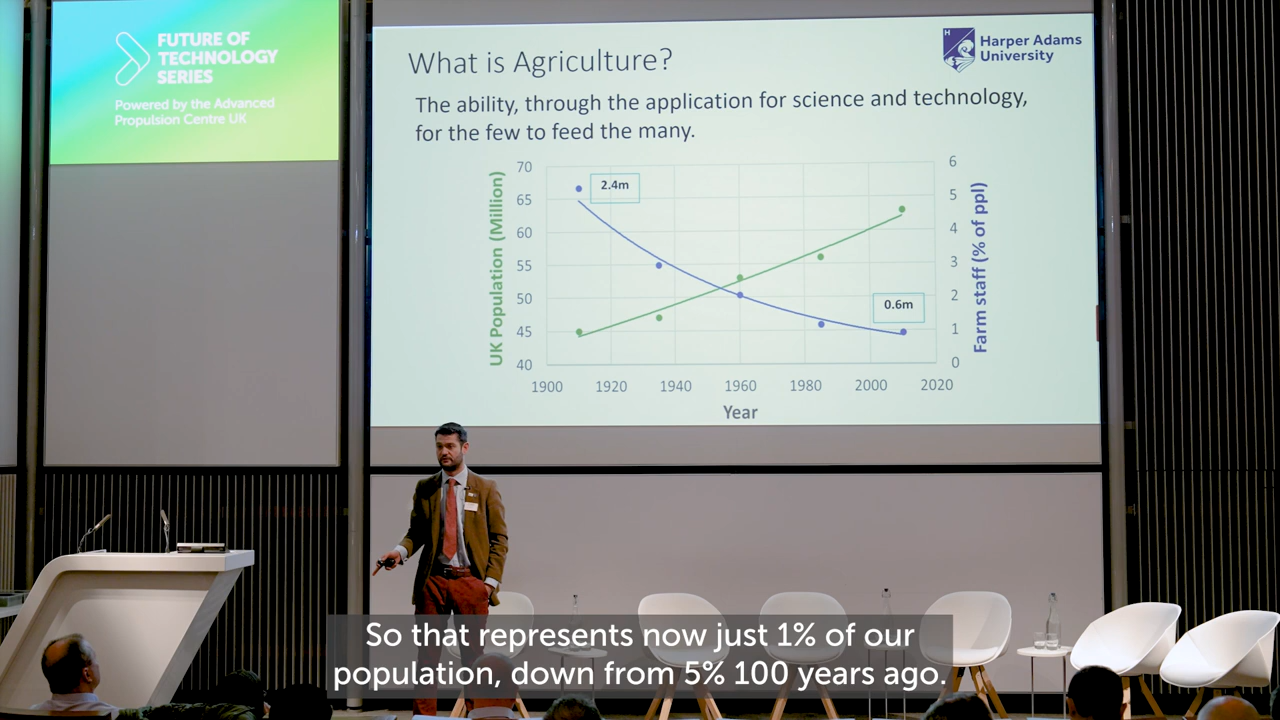 FUTURE OF
TECHNOLOGY
SERIES
Powered by the Advanced
Propulsion Centre UK
What is Agriculture?
Harper Adams
University
The ability, through the application for science and technology,
for the few to feed the many.
UK Population (Million)
70
65
60
55
50
45
40
2.4m
0.6m
6
5
4
3
2
1
0
Farm staff (% of ppl)
1900 1920 1940 1960 1980 2000 2020
Year
So that represents now just 1% of our
population, down from 5% 100 years ago.